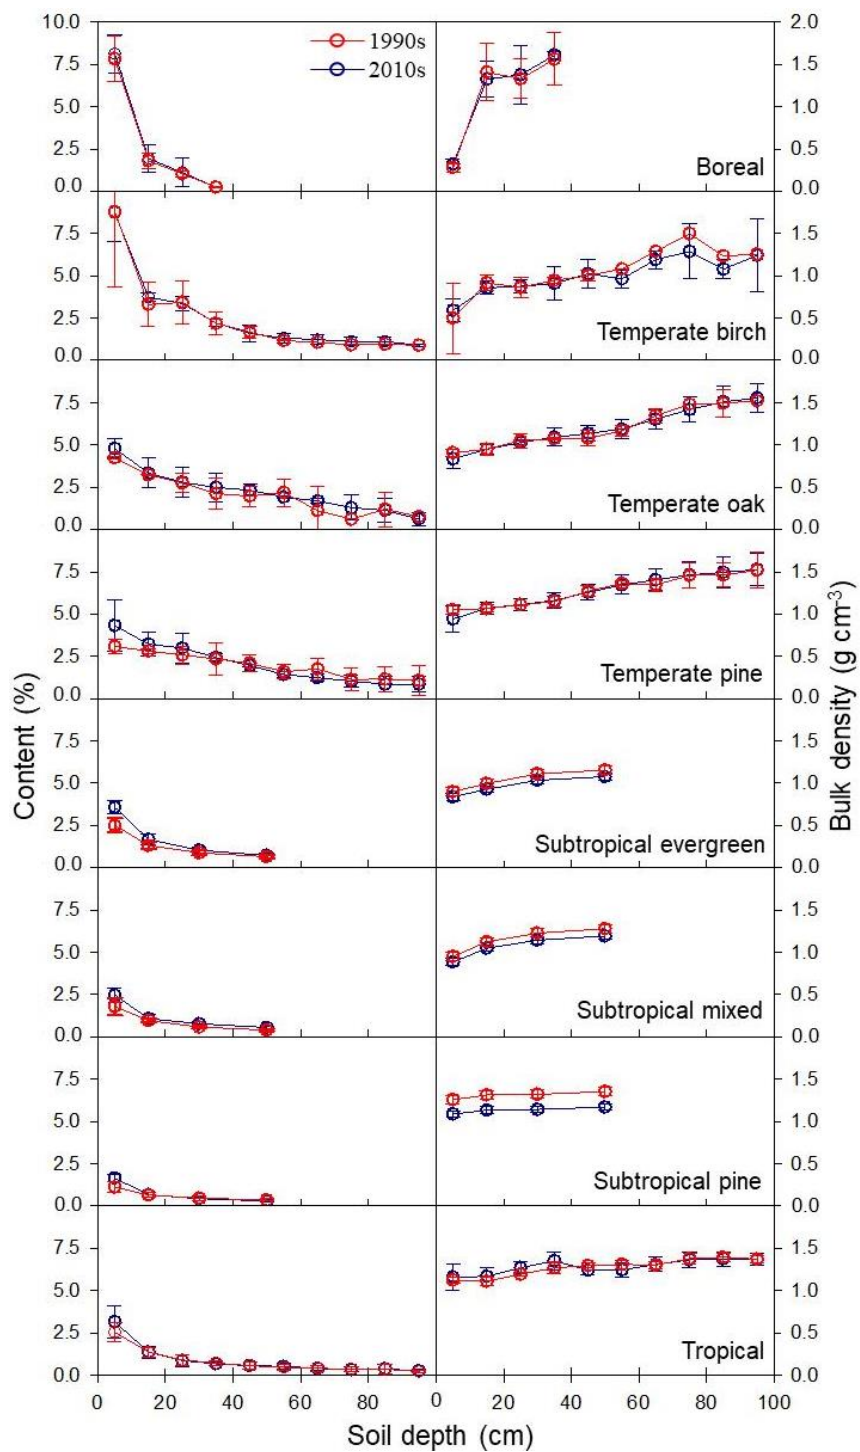 10.0 1990s 2.0
2010s
7.5 1.5
5.0 1.0
2.5 0.5
0.0 Boreal 0.0
7.5 1.5
5.0 1.0
2.5 0.5
0.0 Temperate birch 0.0
7.5 1.5
5.0 1.0
2.5 0.5
0.0 Temperate oak 0.0
7.5 1.5
5.0 1.0
2.5 0.5
0.0 Temperate pine 0.0
Content (%)
Bulk density (g cm-3)
7.5 1.5
5.0 1.0
2.5 0.5
0.0 Subtropical evergreen 0.0
7.5 1.5
5.0 1.0
2.5 0.5
0.0 Subtropical mixed 0.0
7.5 1.5
5.0 1.0
2.5 0.5
0.0 Subtropical pine 0.0
7.5 1.5
5.0 1.0
2.5 0.5
0.0 Tropical 0.0
0 20 40 60 80 0 20 40 60 80 100
Soil depth (cm)